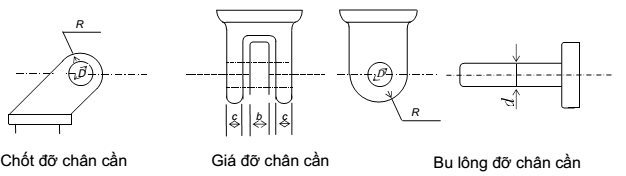 R
D
Chốt đỡ chân cần
c b c
Giá đỡ chân cần
D
R
d
Bu lông đỡ chân cần